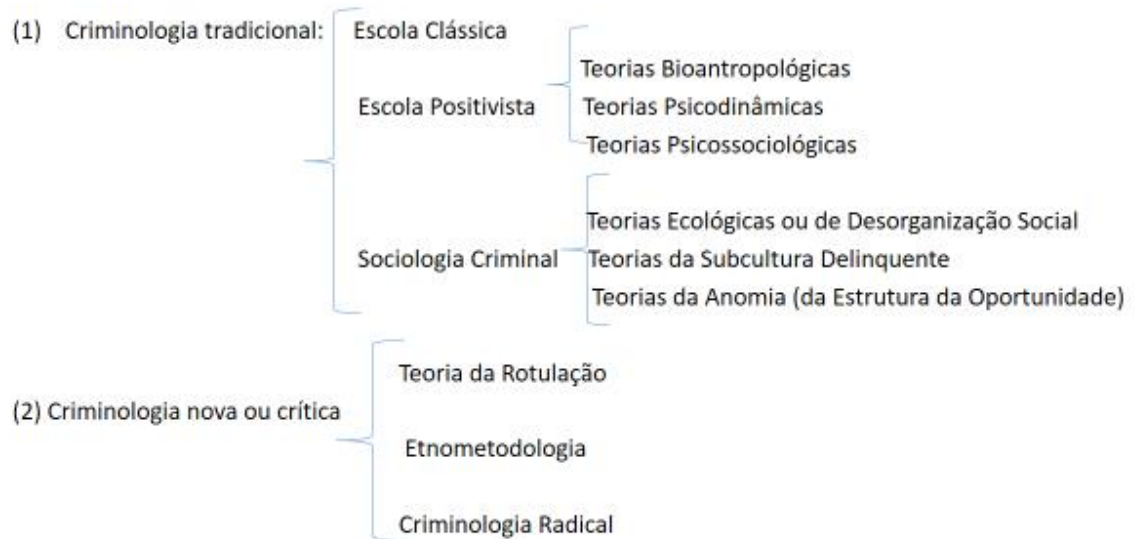 (1) Criminologia tradicional: Escola Clássica
Teorias Bioantropológicas
Escola Positivista Teorias Psicodinâmicas
Teorias Psicossociológicas
Teorias Ecológicas ou de Desorganização Social
Sociologia Criminal Teorias da Subcultura Delinquente
Teorias da Anomia (da Estrutura da Oportunidade)
Teoria da Rotulação
(2) Criminologia nova ou crítica
Etnometodologia
Criminologia Radical